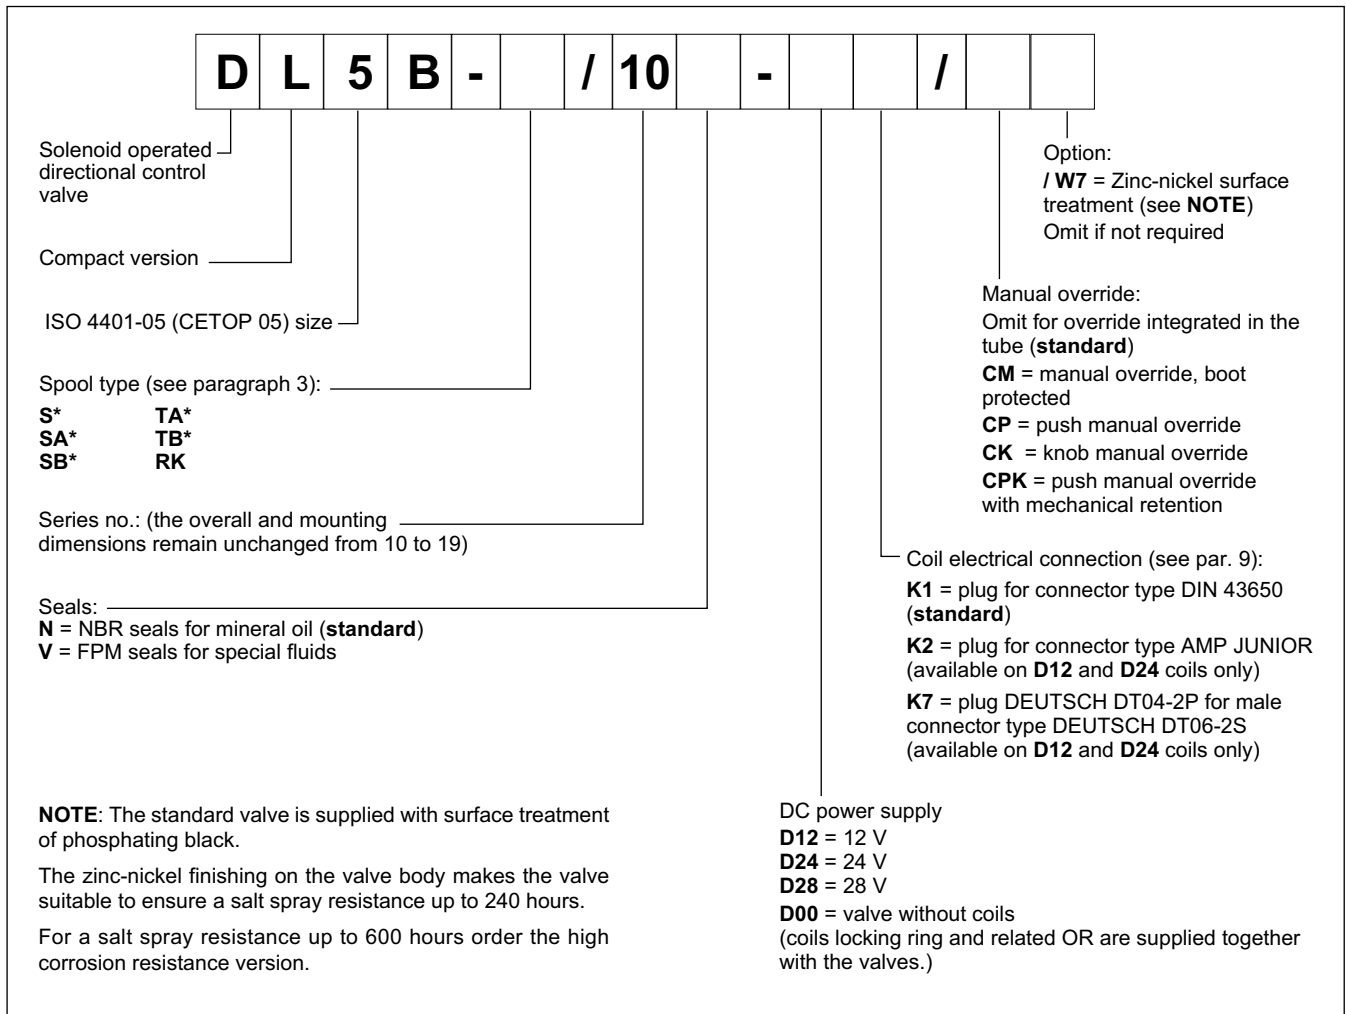 D L 5 B - / 10 - /
Solenoid operated
directional control
valve
Compact version
ISO 4401-05 (CETOP 05) size
Spool type (see paragraph 3):
S* TA*
SA* TB*
SB* RK
Series no.: (the overall and mounting
dimensions remain unchanged from 10 to 19)
Seals:
N = NBR seals for mineral oil (standard)
V = FPM seals for special fluids
NOTE: The standard valve is supplied with surface treatment
of phosphating black.
The zinc-nickel finishing on the valve body makes the valve
suitable to ensure a salt spray resistance up to 240 hours.
For a salt spray resistance up to 600 hours order the high
corrosion resistance version.
Option:
/ W7 = Zinc-nickel surface
treatment (see NOTE)
Omit if not required
Manual override:
Omit for override integrated in the
tube (standard)
CM = manual override, boot
protected
CP = push manual override
CK = knob manual override
CPK = push manual override
with mechanical retention
Coil electrical connection (see par. 9):
K1 = plug for connector type DIN 43650
(standard)
K2 = plug for connector type AMP JUNIOR
(available on D12 and D24 coils only)
K7 = plug DEUTSCH DT04-2P for male
connector type DEUTSCH DT06-2S
(available on D12 and D24 coils only)
DC power supply
D12 = 12 V
D24 = 24 V
D28 = 28 V
D00 = valve without coils
(coils locking ring and related OR are supplied together
with the valves.)